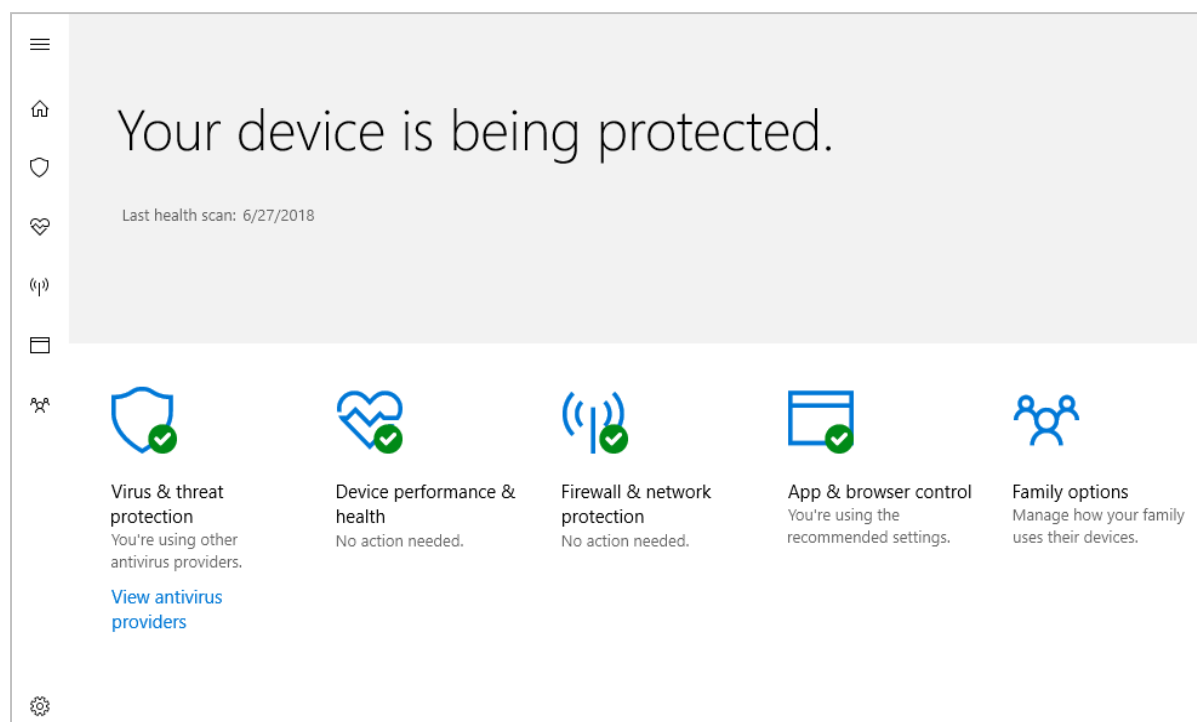 Your device is being protected.
Last health scan: 6/27/2018
Virus & threat
protection
You're using other
antivirus providers.
View antivirus
providers
Device performance &
health
No action needed.
Firewall & network
protection
No action needed.
App & browser control
You're using the
recommended settings.
Family options
Manage how your family
uses their devices.